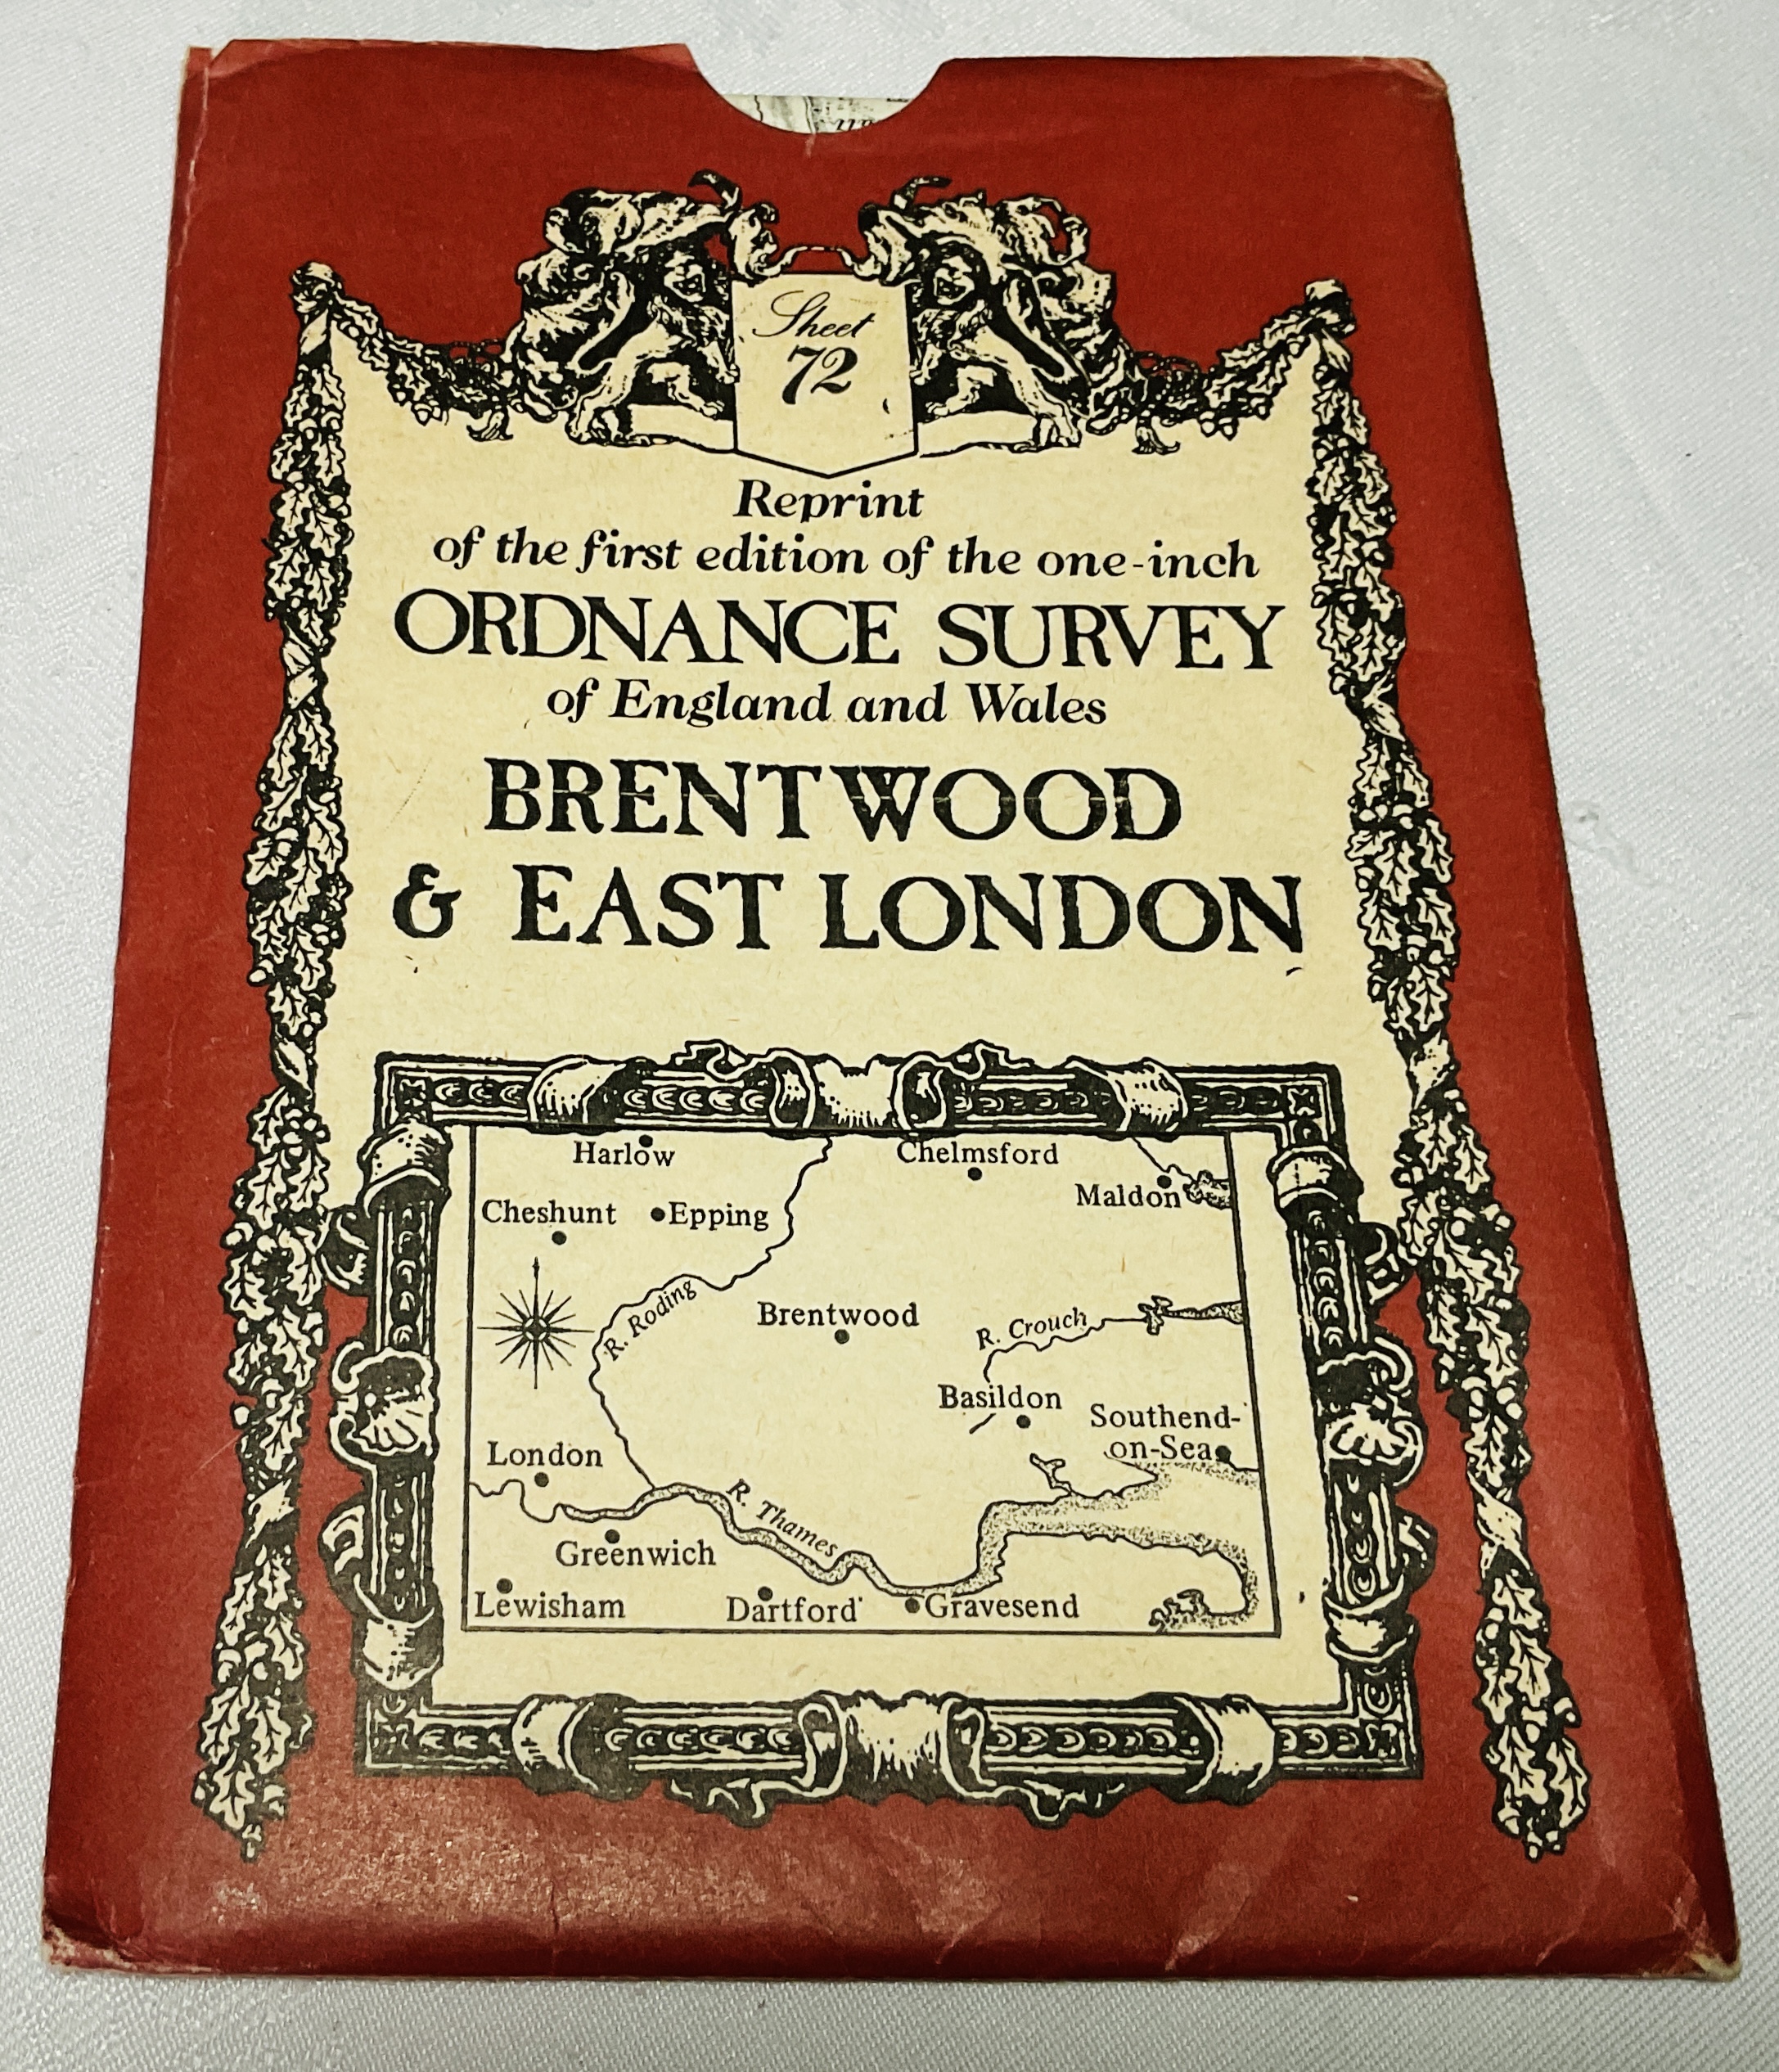 Sheet
72
Reprint
of the first edition of the one-inch
ORDNANCE SURVEY
of England and Wales
BRENTWOOD
& EAST LONDON
Harlow
Chelmsford
Maldon
Cheshunt
Epping
R. Roding
Brentwood
R. Crouch
Basildon
Southend-
on-Sea
London
R. Thames
Greenwich
Lewisham
Dartford
Gravesend